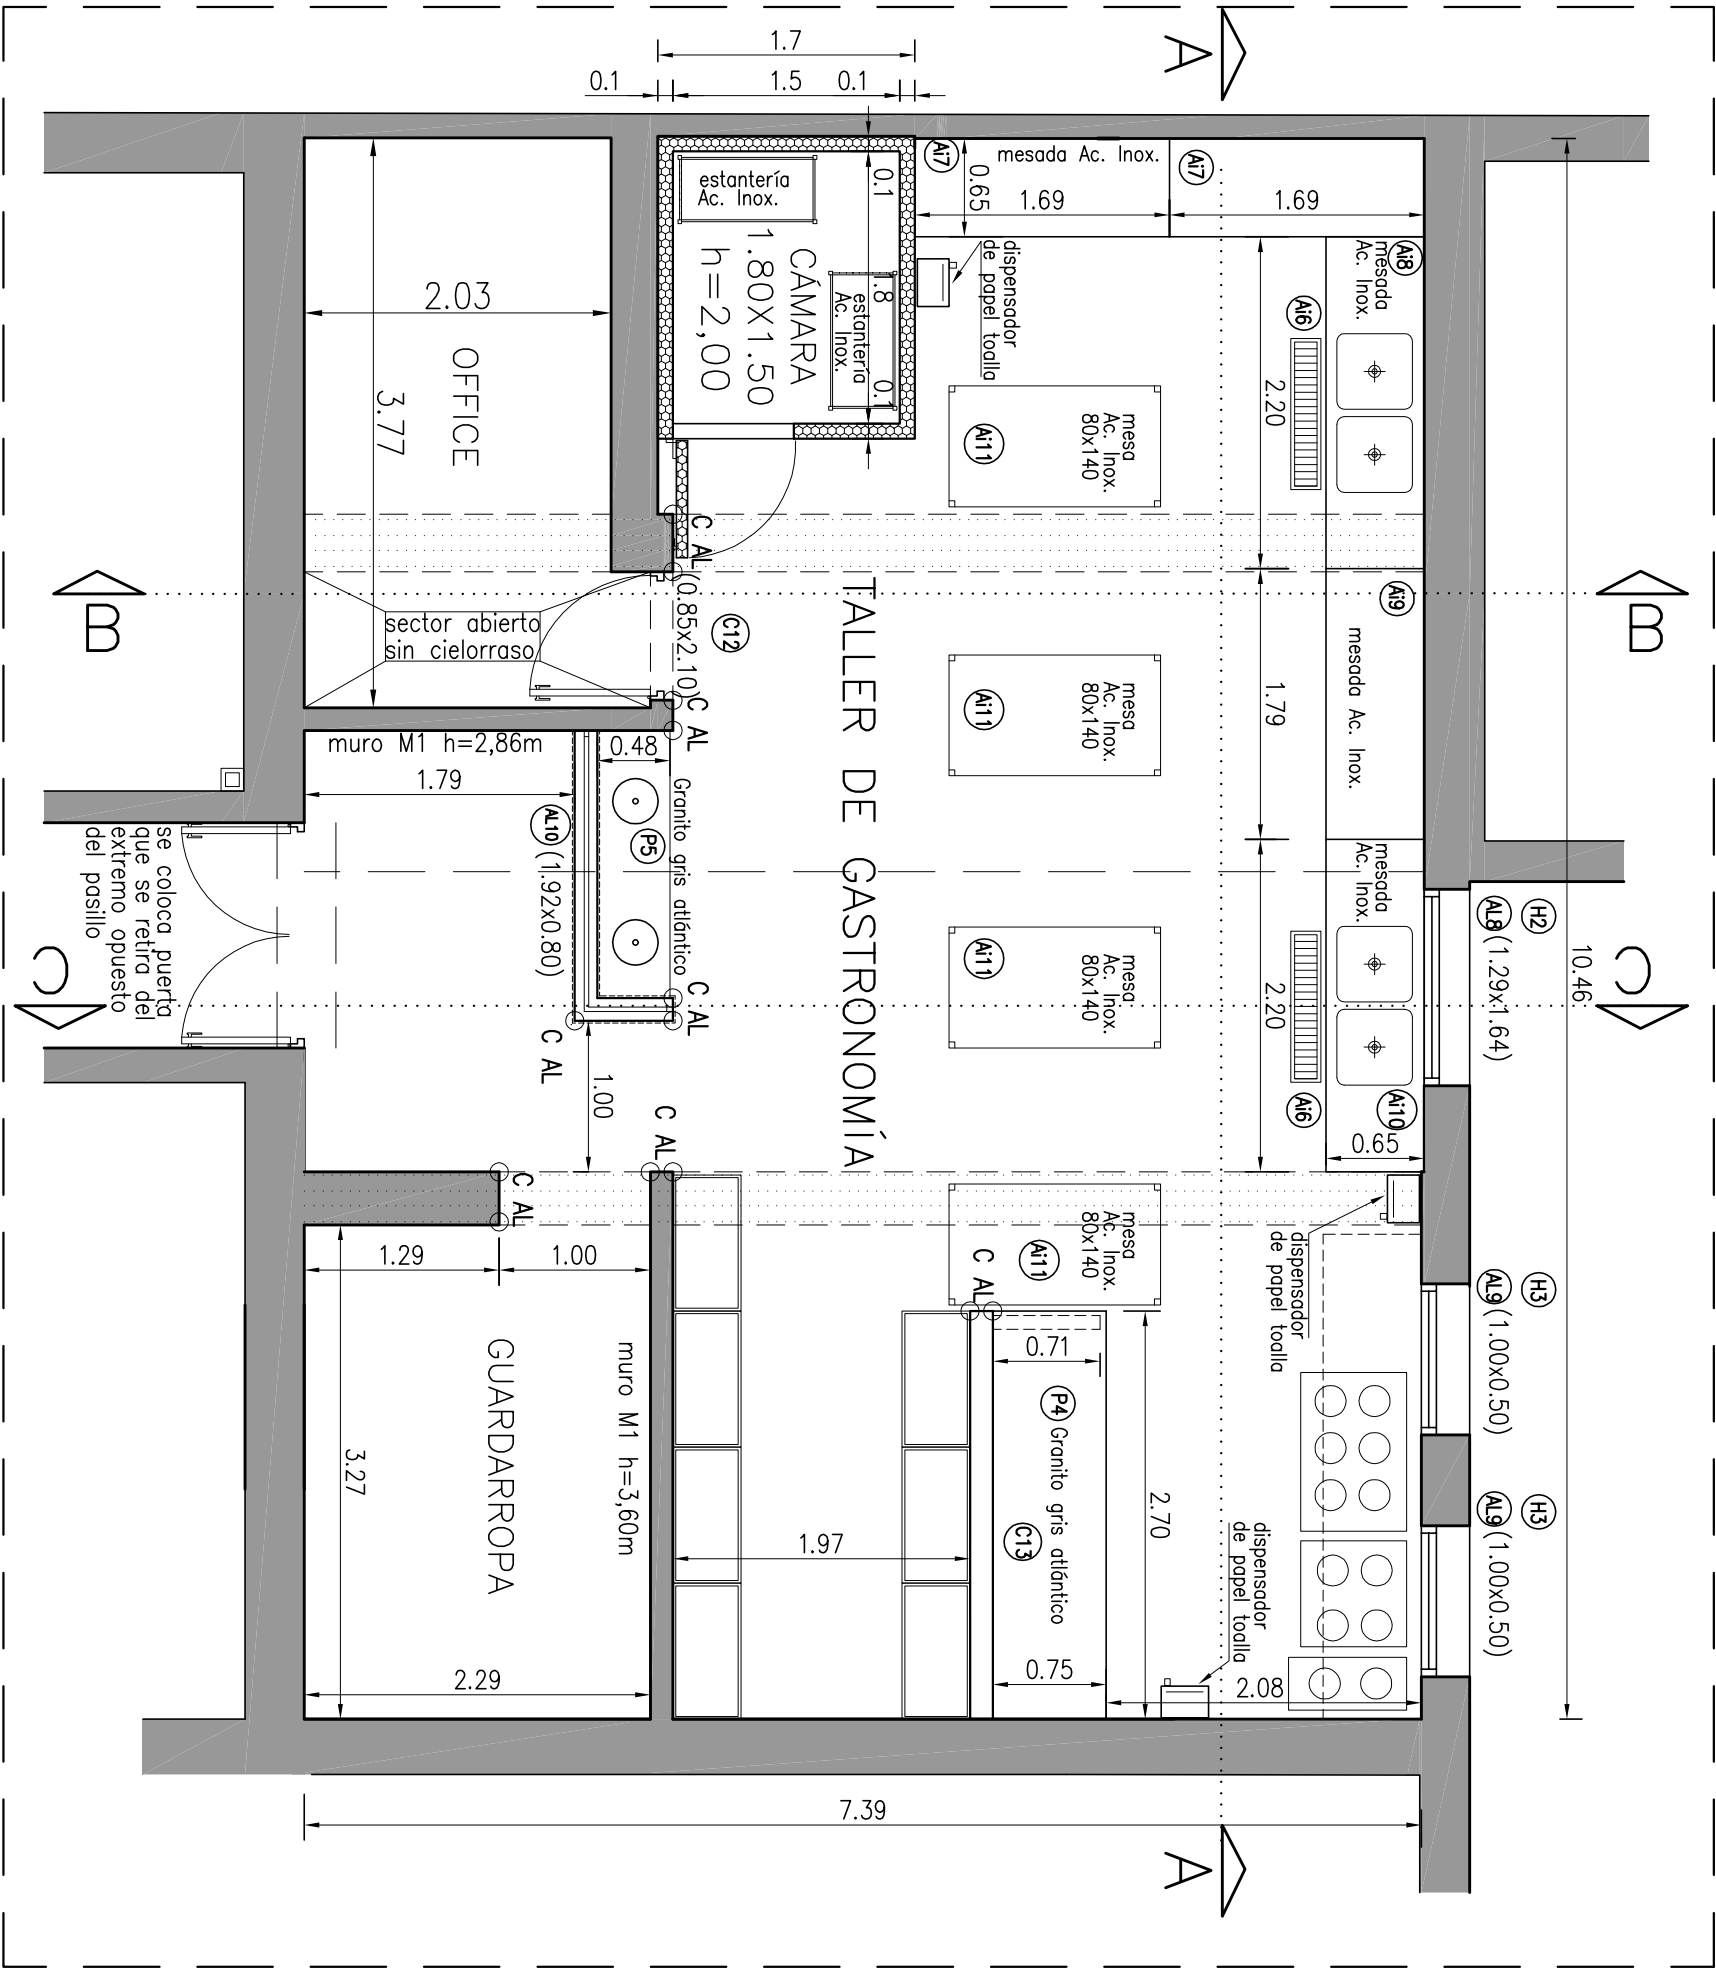 A
1.7
0.1
1.5
0.1
Ai7
mesada Ac. Inox.
Ai7
0.65
1.69
1.69
estantería
Ac. Inox.
0.1
1.8
0.1
estantería
Ac. Inox.
CÁMARA
1.80X1.50
h=2,00
dispensador
de papel toalla
Ai8
mesada
Ac. Inox.
Ai6
2.20
2.03
OFFICE
3.77
mesa
Ac. Inox.
80x140
Ai11
C AL
(0.85x2.10)
C12
C AL
B
B
sector abierto
sin cielorraso
TALLER DE GASTRONOMÍA
Ai9
mesada Ac. Inox.
1.79
mesa
Ac. Inox.
80x140
Ai11
muro M1 h=2,86m
1.79
0.48
Granito gris atlántico
P5
AL10
(1.92x0.80)
C AL
C AL
1.00
C AL
mesada
Ac. Inox.
2.20
Ai6
Ai10
0.65
mesa
Ac. Inox.
80x140
Ai11
H2
AL8
(1.29x1.64)
10.46
C
C
se coloca puerta
que se retira del
extremo opuesto
del pasillo
C AL
1.29
1.00
GUARDARROPA
muro M1 h=3,60m
3.27
2.29
mesa
Ac. Inox.
80x140
Ai11
C AL
0.71
P4
Granito gris atlántico
C13
2.70
1.97
0.75
2.08
dispensador
de papel toalla
dispensador
de papel toalla
H3
AL9
(1.00x0.50)
H3
AL9
(1.00x0.50)
7.39
A